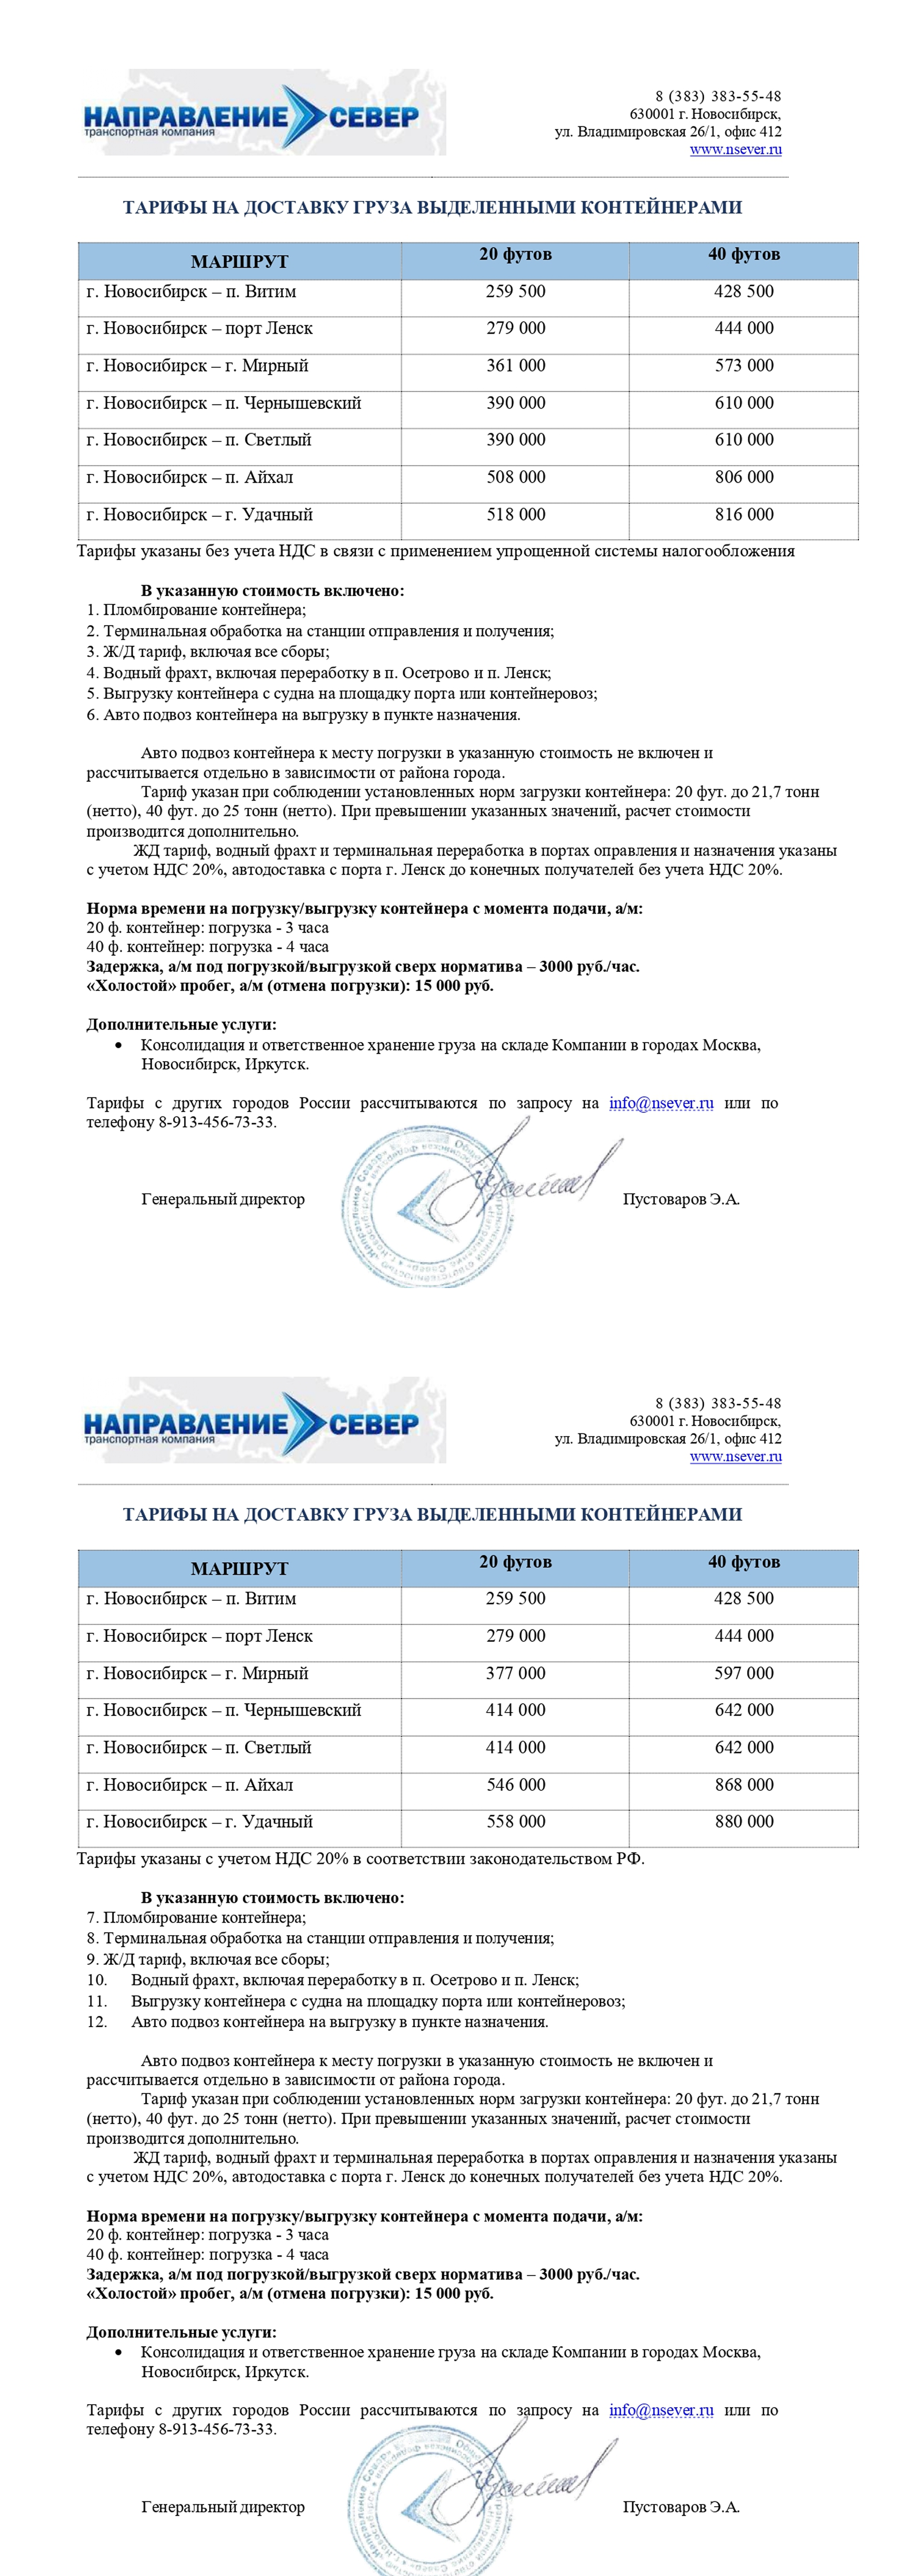 НАПРАВЛЕНИЕ СЕВЕР
транспортная компания
8 (383) 383-55-48
630001 г. Новосибирск,
ул. Владимировская 26/1, офис 412
www.nsever.ru
ТАРИФЫ НА ДОСТАВКУ ГРУЗА ВЫДЕЛЕННЫМИ КОНТЕЙНЕРАМИ
МАРШРУТ 20 футов 40 футов
г. Новосибирск – п. Витим 259 500 428 500
г. Новосибирск – порт Ленск 279 000 444 000
г. Новосибирск – г. Мирный 361 000 573 000
г. Новосибирск – п. Чернышевский 390 000 610 000
г. Новосибирск – п. Светлый 390 000 610 000
г. Новосибирск – п. Айхал 508 000 806 000
г. Новосибирск – г. Удачный 518 000 816 000
Тарифы указаны без учета НДС в связи с применением упрощенной системы налогообложения
В указанную стоимость включено:
1. Пломбирование контейнера;
2. Терминальная обработка на станции отправления и получения;
3. Ж/Д тариф, включая все сборы;
4. Водный фрахт, включая переработку в п. Осетрово и п. Ленск;
5. Выгрузку контейнера с судна на площадку порта или контейнеровоз;
6. Авто подвоз контейнера на выгрузку в пункте назначения.
Авто подвоз контейнера к месту погрузки в указанную стоимость не включен и
рассчитывается отдельно в зависимости от района города.
Тариф указан при соблюдении установленных норм загрузки контейнера: 20 фут. до 21,7 тонн
(нетто), 40 фут. до 25 тонн (нетто). При превышении указанных значений, расчет стоимости
производится дополнительно.
ЖД тариф, водный фрахт и терминальная переработка в портах оправления и назначения указаны
с учетом НДС 20%, автодоставка с порта г. Ленск до конечных получателей без учета НДС 20%.
Норма времени на погрузку/выгрузку контейнера с момента подачи, а/м:
20 ф. контейнер: погрузка - 3 часа
40 ф. контейнер: погрузка - 4 часа
Задержка, а/м под погрузкой/выгрузкой сверх норматива – 3000 руб./час.
«Холостой» пробег, а/м (отмена погрузки): 15 000 руб.
Дополнительные услуги:
• Консолидация и ответственное хранение груза на складе Компании в городах Москва,
Новосибирск, Иркутск.
Тарифы с других городов России рассчитываются по запросу на info@nsever.ru или по
телефону 8-913-456-73-33.
Генеральный директор Пустоваров Э.А.
НАПРАВЛЕНИЕ СЕВЕР
транспортная компания
8 (383) 383-55-48
630001 г. Новосибирск,
ул. Владимировская 26/1, офис 412
www.nsever.ru
ТАРИФЫ НА ДОСТАВКУ ГРУЗА ВЫДЕЛЕННЫМИ КОНТЕЙНЕРАМИ
МАРШРУТ 20 футов 40 футов
г. Новосибирск – п. Витим 259 500 428 500
г. Новосибирск – порт Ленск 279 000 444 000
г. Новосибирск – г. Мирный 377 000 597 000
г. Новосибирск – п. Чернышевский 414 000 642 000
г. Новосибирск – п. Светлый 414 000 642 000
г. Новосибирск – п. Айхал 546 000 868 000
г. Новосибирск – г. Удачный 558 000 880 000
Тарифы указаны с учетом НДС 20% в соответствии законодательством РФ.
В указанную стоимость включено:
7. Пломбирование контейнера;
8. Терминальная обработка на станции отправления и получения;
9. Ж/Д тариф, включая все сборы;
10. Водный фрахт, включая переработку в п. Осетрово и п. Ленск;
11. Выгрузку контейнера с судна на площадку порта или контейнеровоз;
12. Авто подвоз контейнера на выгрузку в пункте назначения.
Авто подвоз контейнера к месту погрузки в указанную стоимость не включен и
рассчитывается отдельно в зависимости от района города.
Тариф указан при соблюдении установленных норм загрузки контейнера: 20 фут. до 21,7 тонн
(нетто), 40 фут. до 25 тонн (нетто). При превышении указанных значений, расчет стоимости
производится дополнительно.
ЖД тариф, водный фрахт и терминальная переработка в портах оправления и назначения указаны
с учетом НДС 20%, автодоставка с порта г. Ленск до конечных получателей без учета НДС 20%.
Норма времени на погрузку/выгрузку контейнера с момента подачи, а/м:
20 ф. контейнер: погрузка - 3 часа
40 ф. контейнер: погрузка - 4 часа
Задержка, а/м под погрузкой/выгрузкой сверх норматива – 3000 руб./час.
«Холостой» пробег, а/м (отмена погрузки): 15 000 руб.
Дополнительные услуги:
• Консолидация и ответственное хранение груза на складе Компании в городах Москва,
Новосибирск, Иркутск.
Тарифы с других городов России рассчитываются по запросу на info@nsever.ru или по
телефону 8-913-456-73-33.
Генеральный директор Пустоваров Э.А.